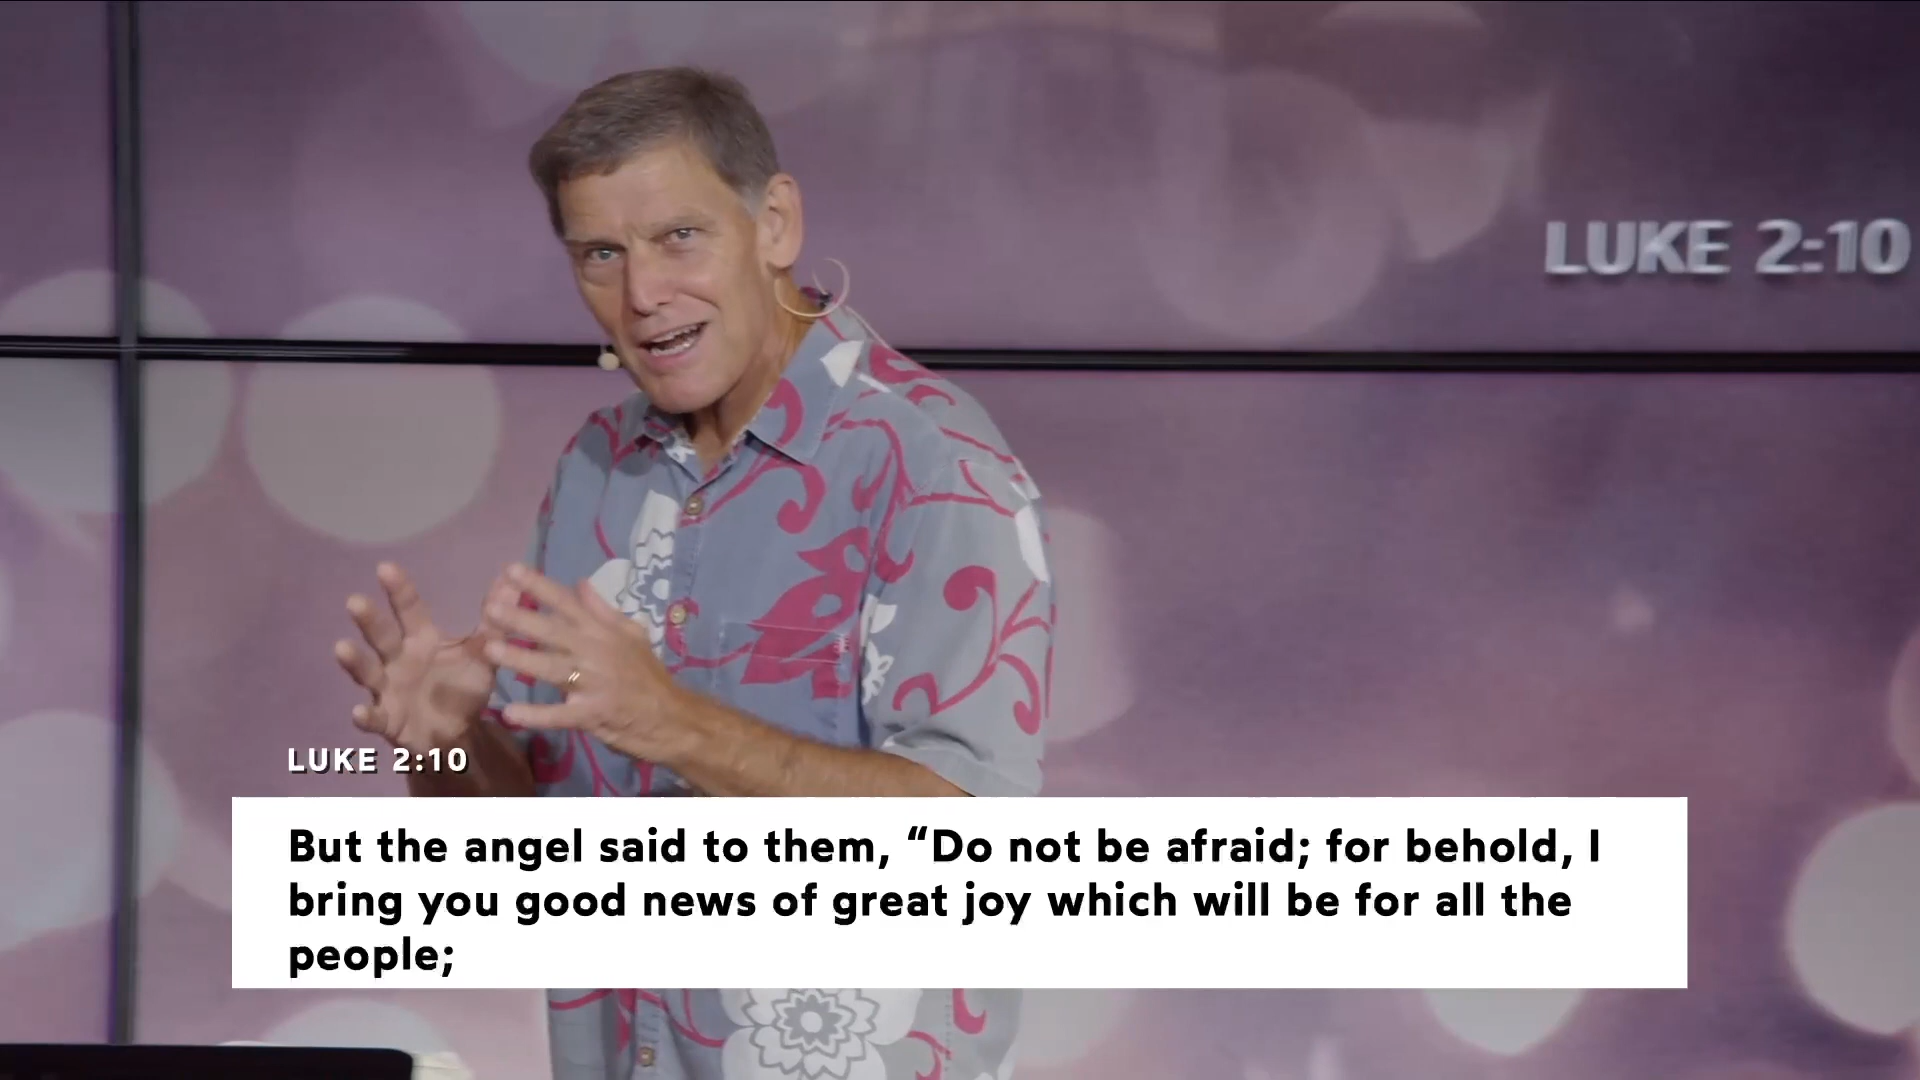 LUKE 2:10
LUKE 2:10
But the angel said to them, “Do not be afraid; for behold, I
bring you good news of great joy which will be for all the
people;